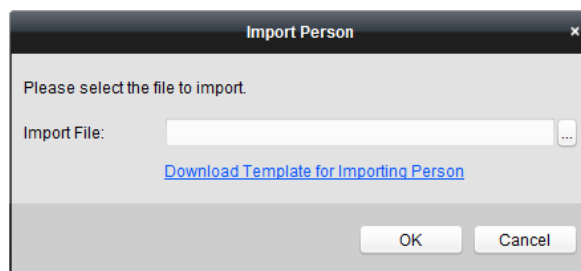 Import Person
×
Please select the file to import.
Import File:
...
Download Template for Importing Person
OK Cancel